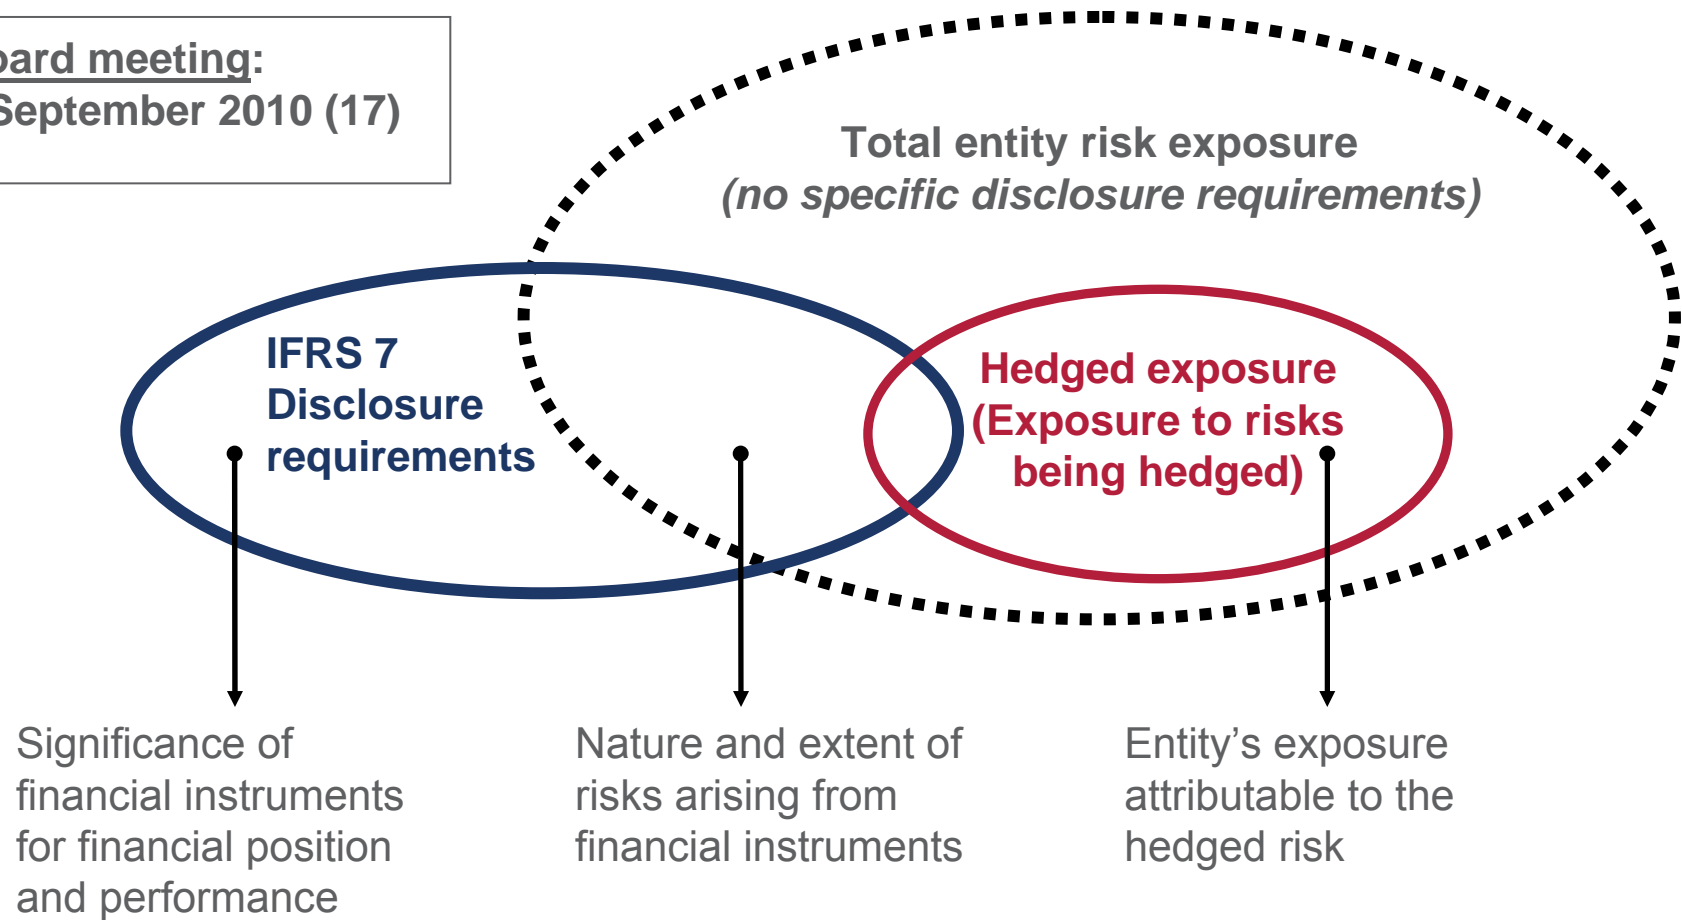 meeting:
September 2010 (17)
Total entity risk exposure
(no specific disclosure requirements)
IFRS 7
Disclosure
requirements
Hedged exposure
(Exposure to risks
being hedged)
Significance of
financial instruments
for financial position
and performance
Nature and extent of
risks arising from
financial instruments
Entity’s exposure
attributable to the
hedged risk